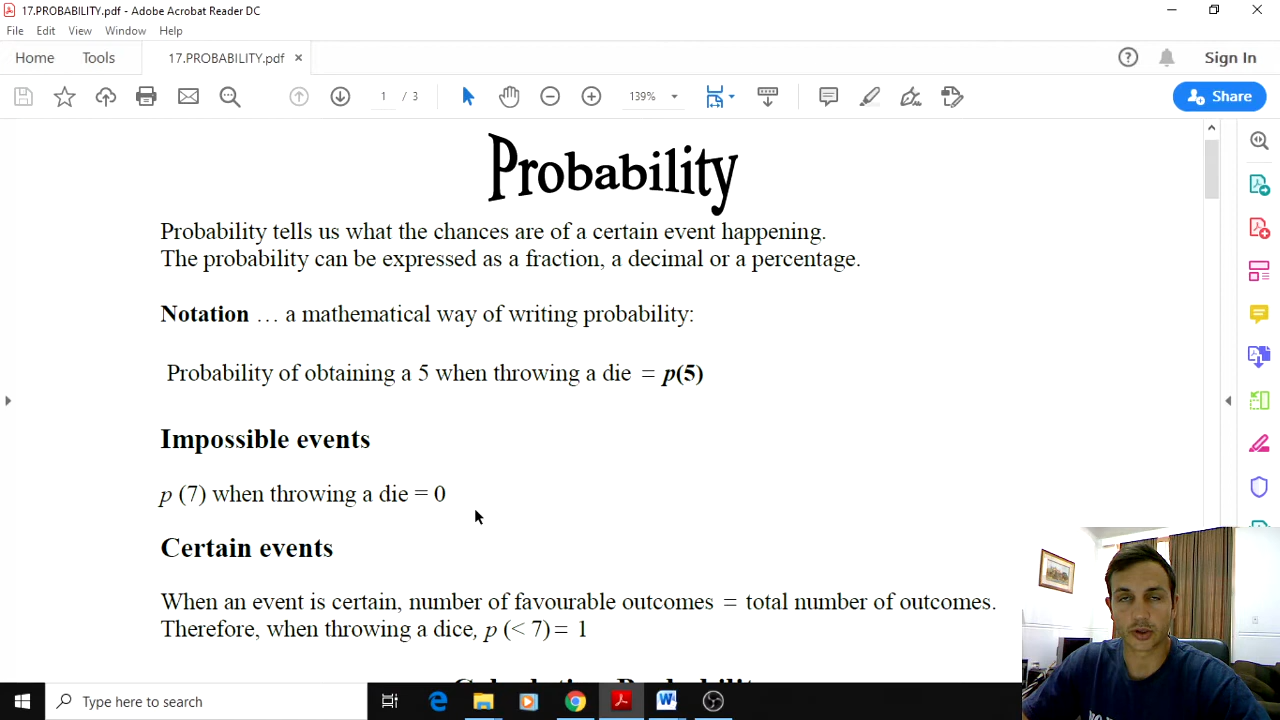 17.PROBABILITY.pdf - Adobe Acrobat Reader DC
File Edit View Window Help
Home Tools 17.PROBABILITY.pdf × Sign In
1 / 3 139% Share
Probability
Probability tells us what the chances are of a certain event happening.
The probability can be expressed as a fraction, a decimal or a percentage.
Notation … a mathematical way of writing probability:
Probability of obtaining a 5 when throwing a die = p(5)
Impossible events
p (7) when throwing a die = 0
Certain events
When an event is certain, number of favourable outcomes = total number of outcomes.
Therefore, when throwing a dice, p (< 7) = 1
Type here to search